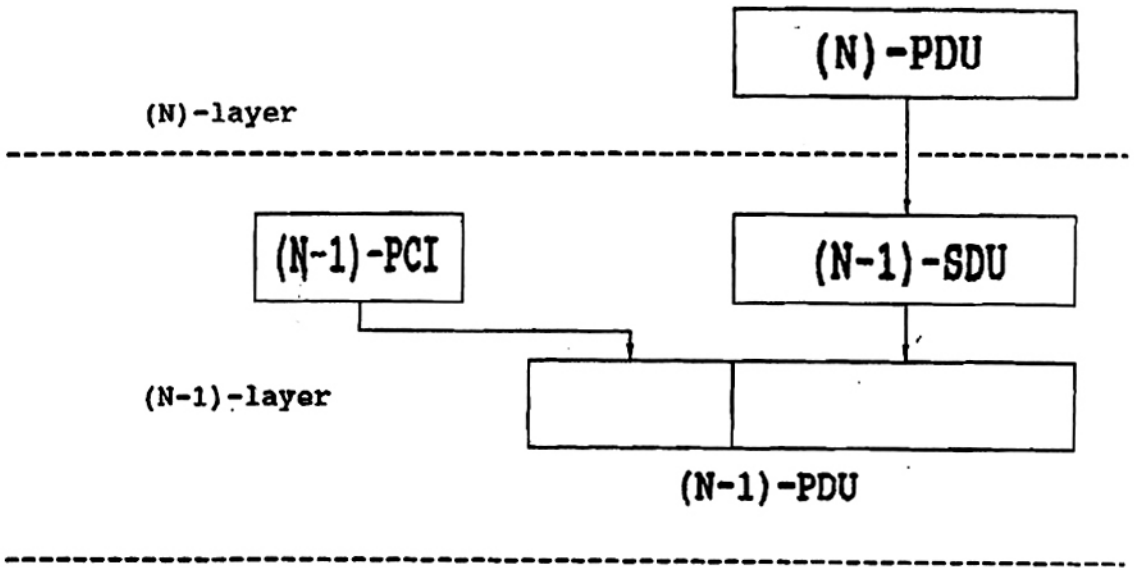 (N)-PDU
(N)-layer
(N-1)-PCI
(N-1)-SDU
(N-1)-layer
(N-1)-PDU